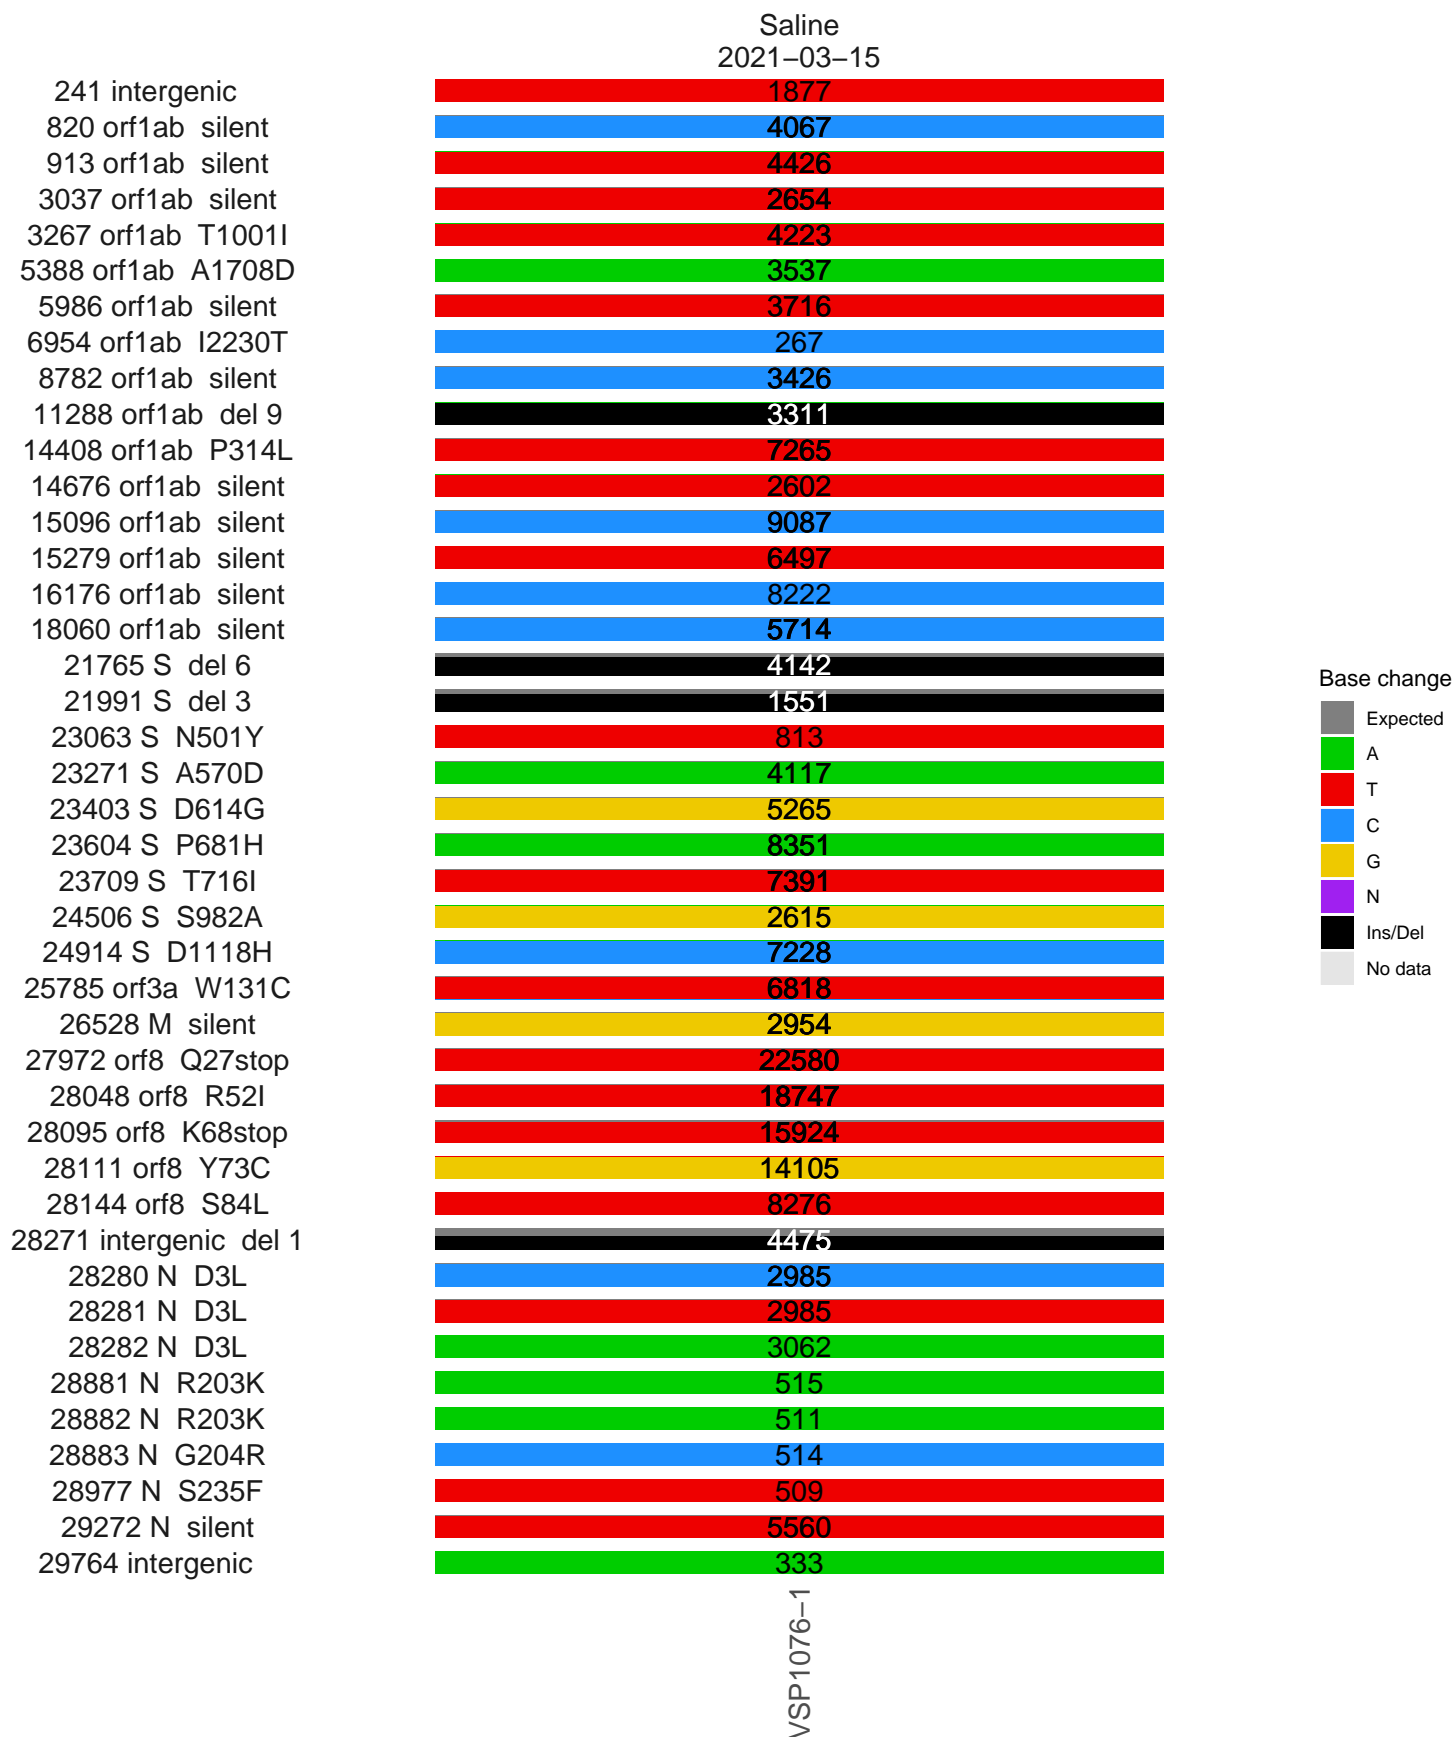 Saline
2021−03−15
241 intergenic 1877
820 orf1ab silent 4067
913 orf1ab silent 4426
3037 orf1ab silent 2654
3267 orf1ab T1001I 4223
5388 orf1ab A1708D 3537
5986 orf1ab silent 3716
6954 orf1ab I2230T 267
8782 orf1ab silent 3426
11288 orf1ab del 9 3311
14408 orf1ab P314L 7265
14676 orf1ab silent 2602
15096 orf1ab silent 9087
15279 orf1ab silent 6497
16176 orf1ab silent 8222
18060 orf1ab silent 5714
21765 S del 6 4142
21991 S del 3 1551
23063 S N501Y 813
23271 S A570D 4117
23403 S D614G 5265
23604 S P681H 8351
23709 S T716I 7391
24506 S S982A 2615
24914 S D1118H 7228
25785 orf3a W131C 6818
26528 M silent 2954
27972 orf8 Q27stop 22580
28048 orf8 R52I 18747
28095 orf8 K68stop 15924
28111 orf8 Y73C 14105
28144 orf8 S84L 8276
28271 intergenic del 1 4475
28280 N D3L 2985
28281 N D3L 2985
28282 N D3L 3062
28881 N R203K 515
28882 N R203K 511
28883 N G204R 514
28977 N S235F 509
29272 N silent 5560
29764 intergenic 333
VSP1076−1
Base change
Expected
A
T
C
G
N
Ins/Del
No data